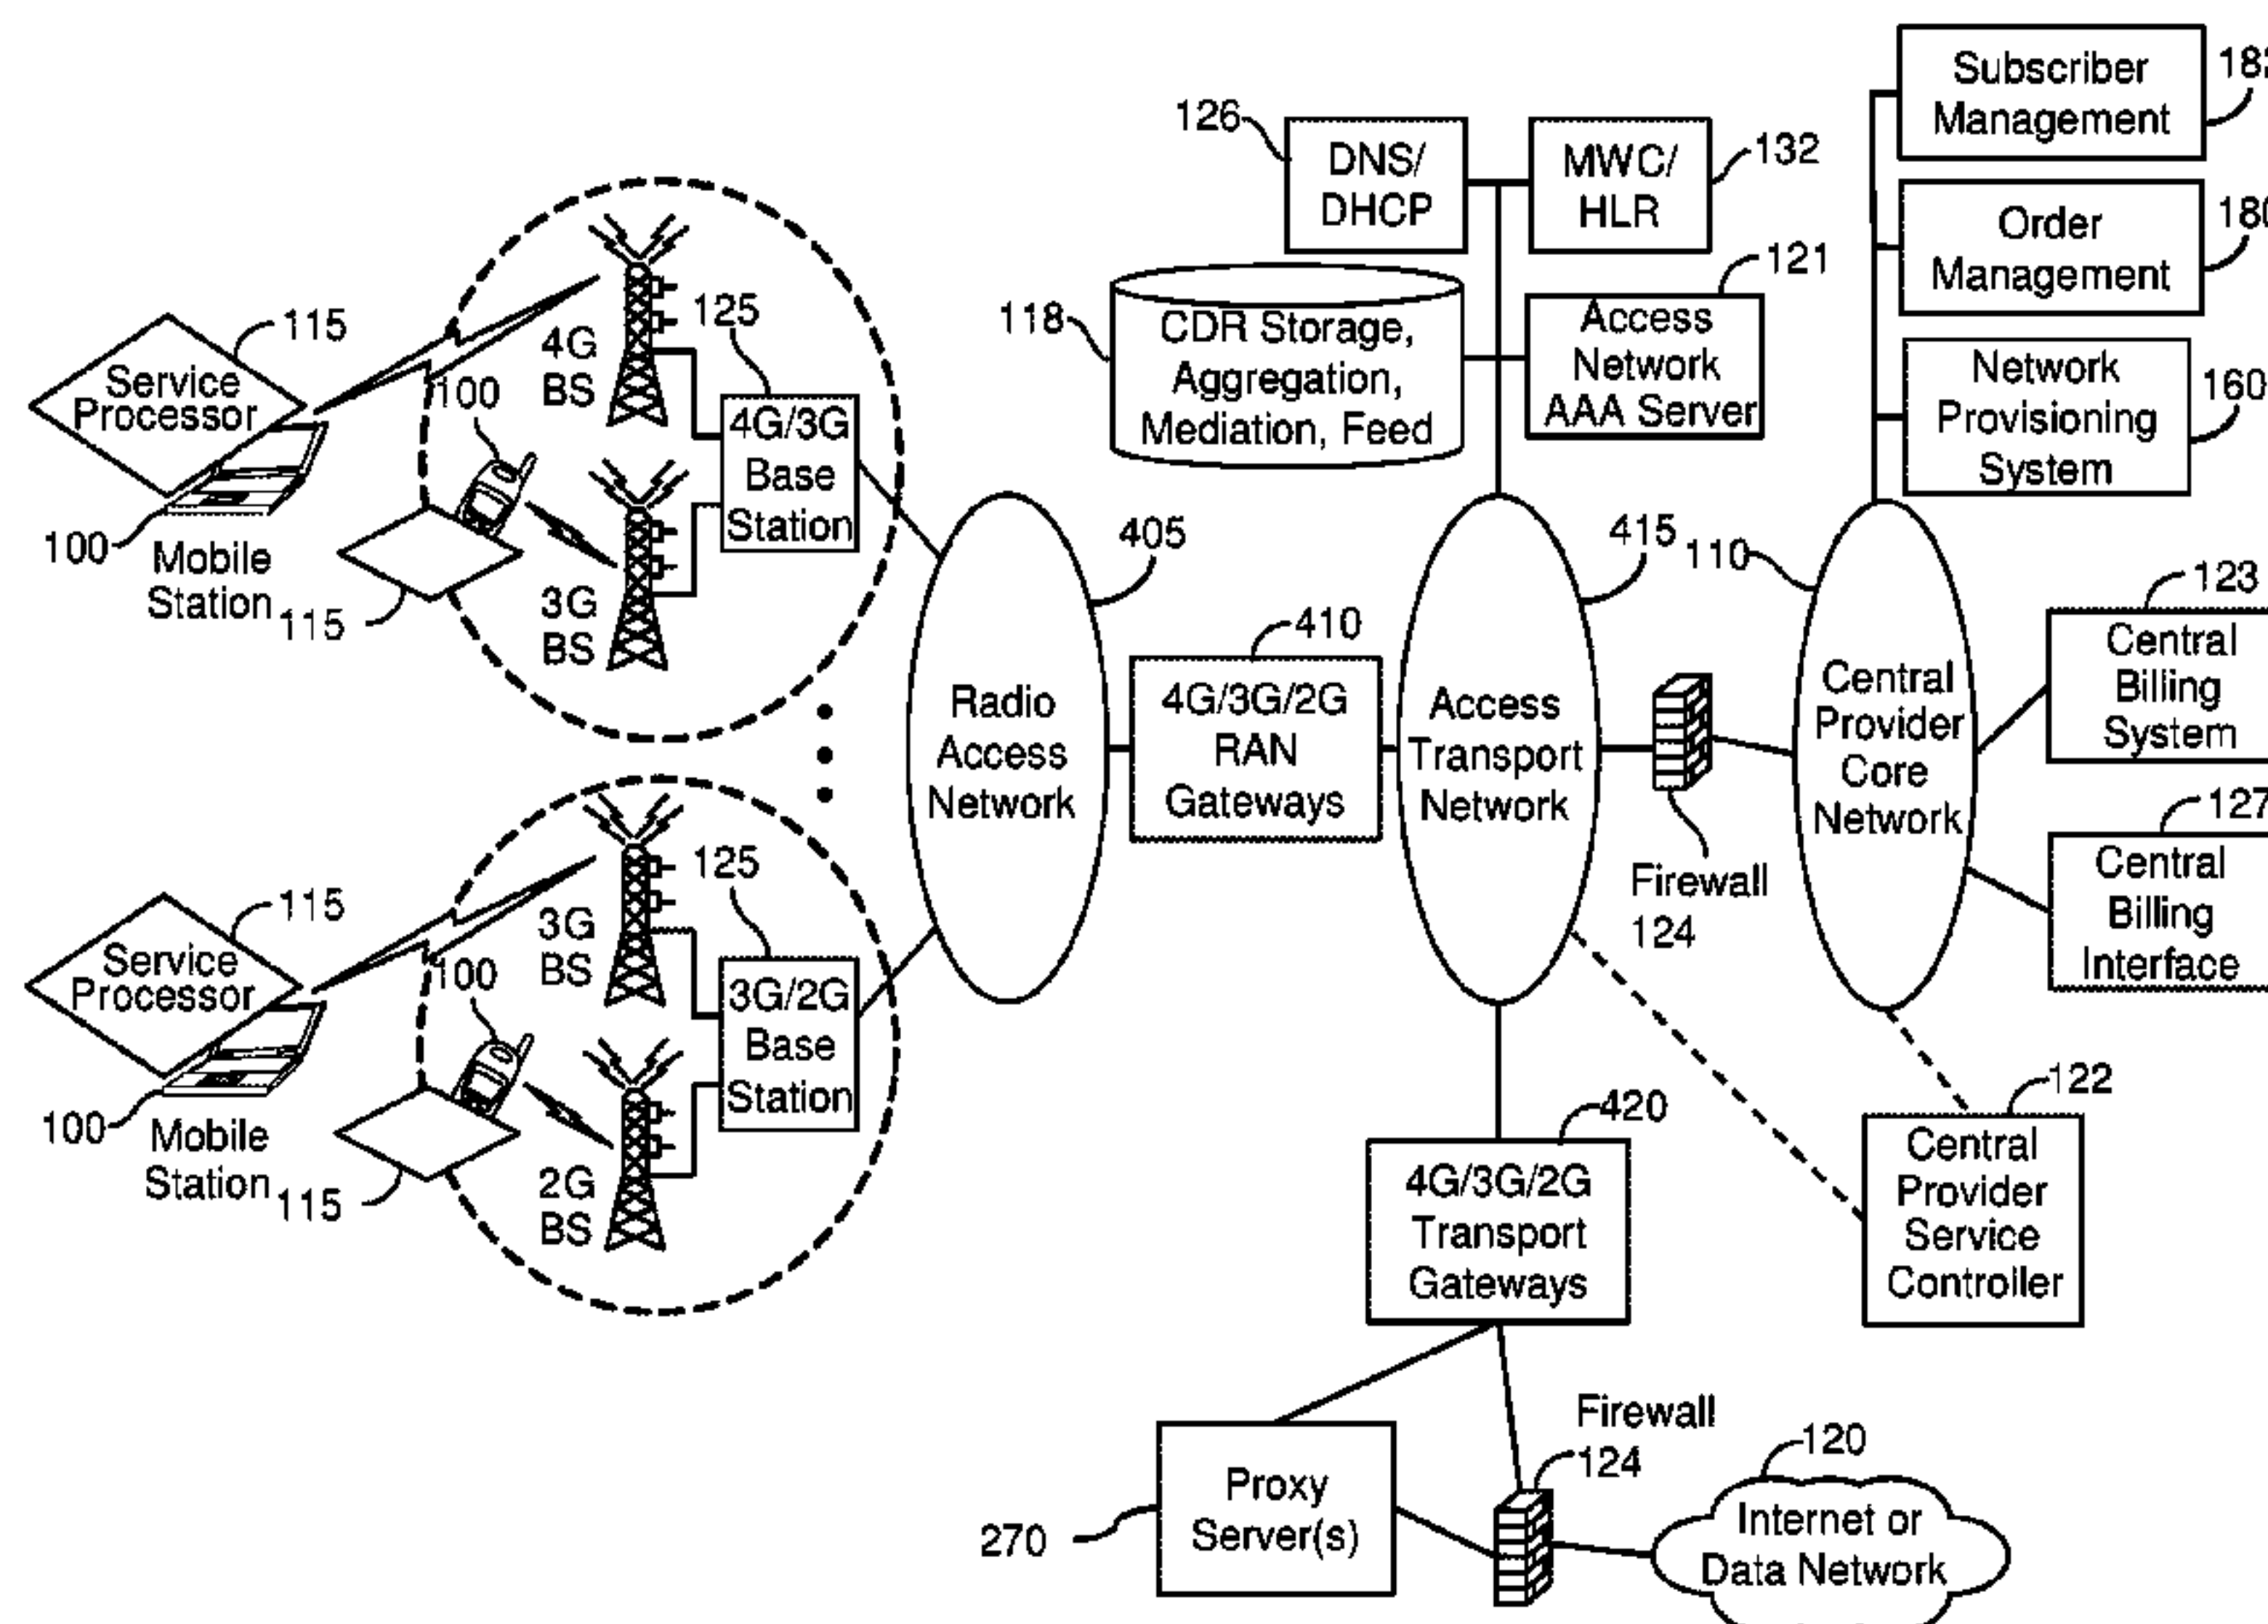 Subscriber
Management
Order
Management
180
Network
Provisioning
System
160
126
DNS/
DHCP
MWC/
HLR
132
118
CDR Storage,
Aggregation,
Mediation, Feed
121
Access
Network
AAA Server
115
Service
Processor
100
Mobile
Station
100
115
4G
BS
3G
BS
125
4G/3G
Base
Station
405
Radio
Access
Network
410
4G/3G/2G
RAN
Gateways
415
Access
Transport
Network
Firewall
124
110
Central
Provider
Core
Network
123
Central
Billing
System
127
Central
Billing
Interface
115
Service
Processor
100
Mobile
Station
100
115
3G
BS
2G
BS
125
3G/2G
Base
Station
420
4G/3G/2G
Transport
Gateways
122
Central
Provider
Service
Controller
270
Proxy
Server(s)
Firewall
124
120
Internet or
Data Network